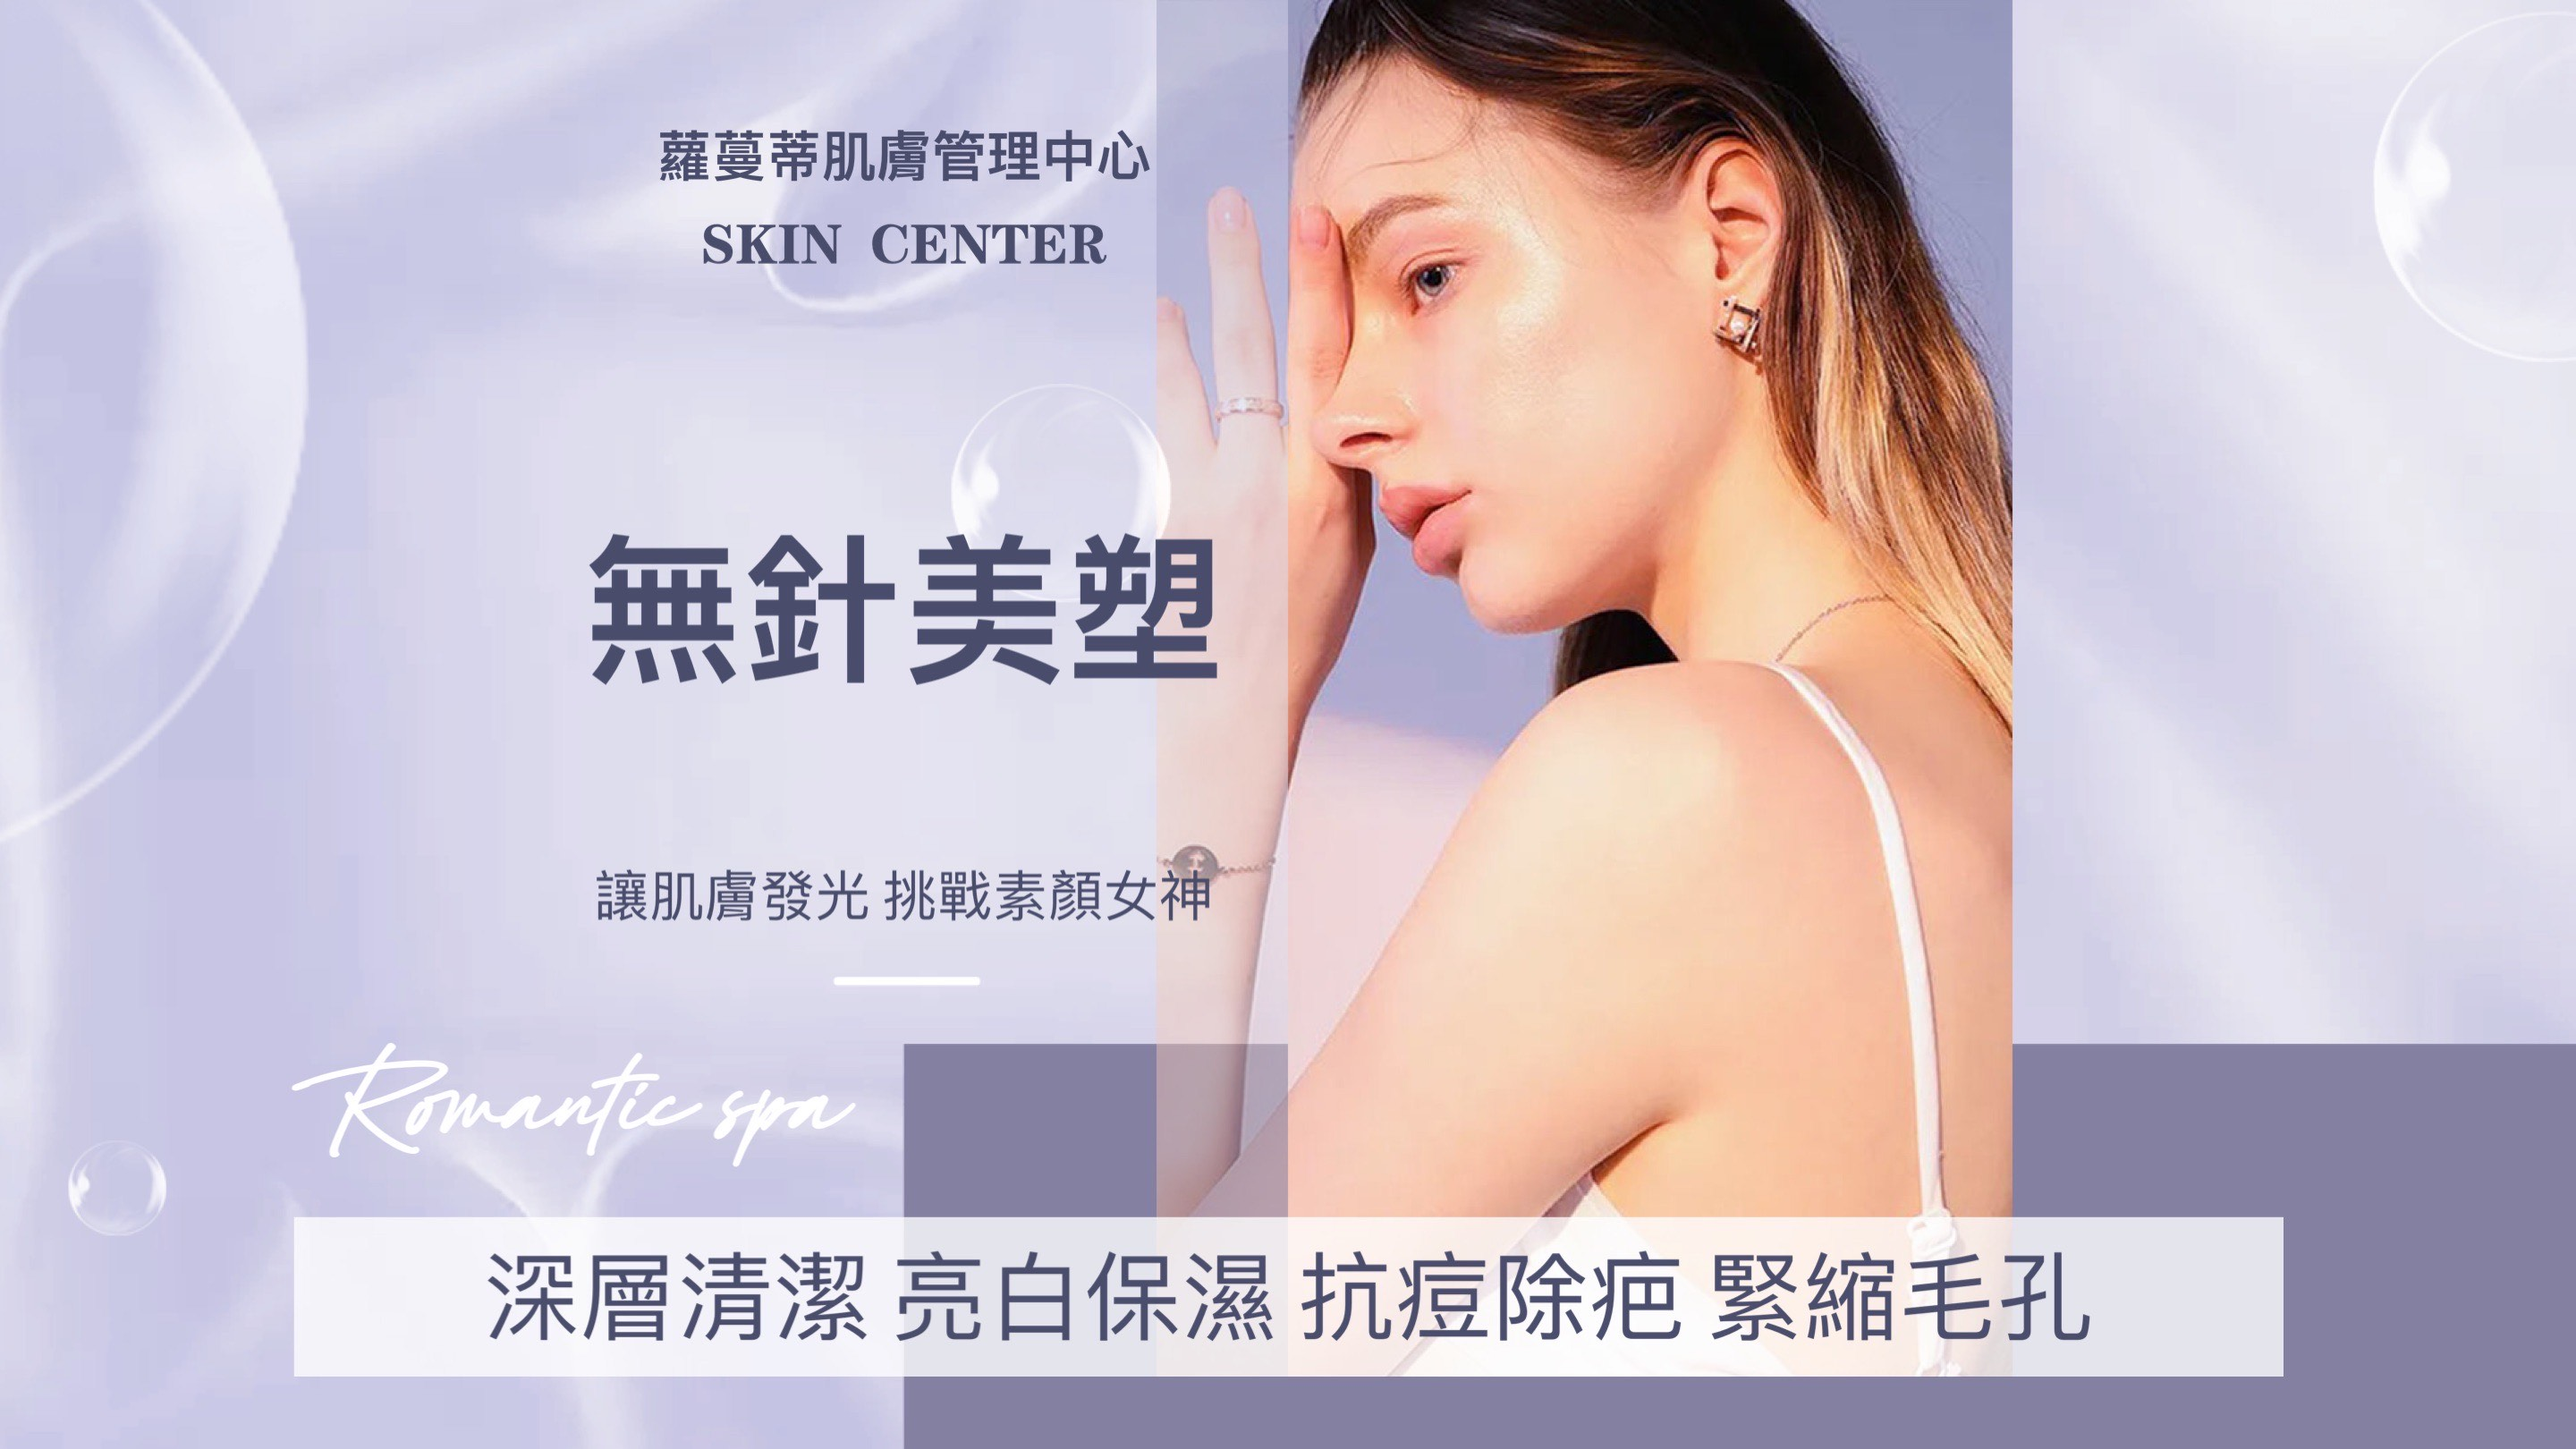 蘿蔓蒂肌膚管理中心
SKIN CENTER
無針美塑
讓肌膚發光 挑戰素顏女神
Romantic spa
深層清潔 亮白保濕 抗痘除疤 緊縮毛孔